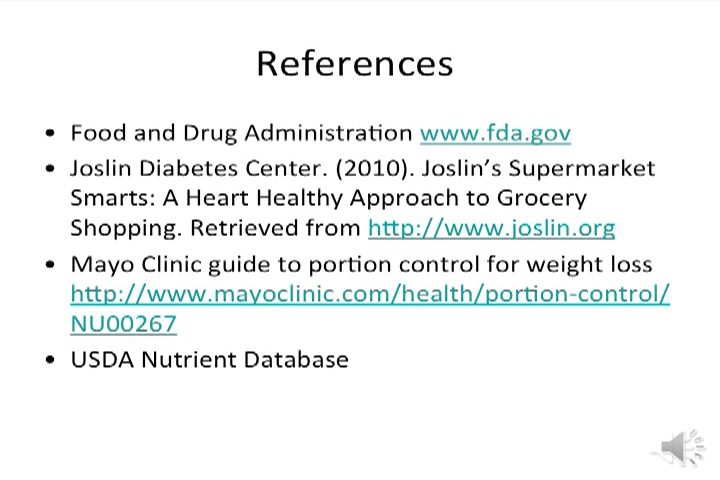 References
• Food and Drug Administration www.fda.gov
• Joslin Diabetes Center. (2010). Joslin’s Supermarket
Smarts: A Heart Healthy Approach to Grocery
Shopping. Retrieved from http://www.joslin.org
• Mayo Clinic guide to portion control for weight loss
http://www.mayoclinic.com/health/portion-control/
NU00267
• USDA Nutrient Database